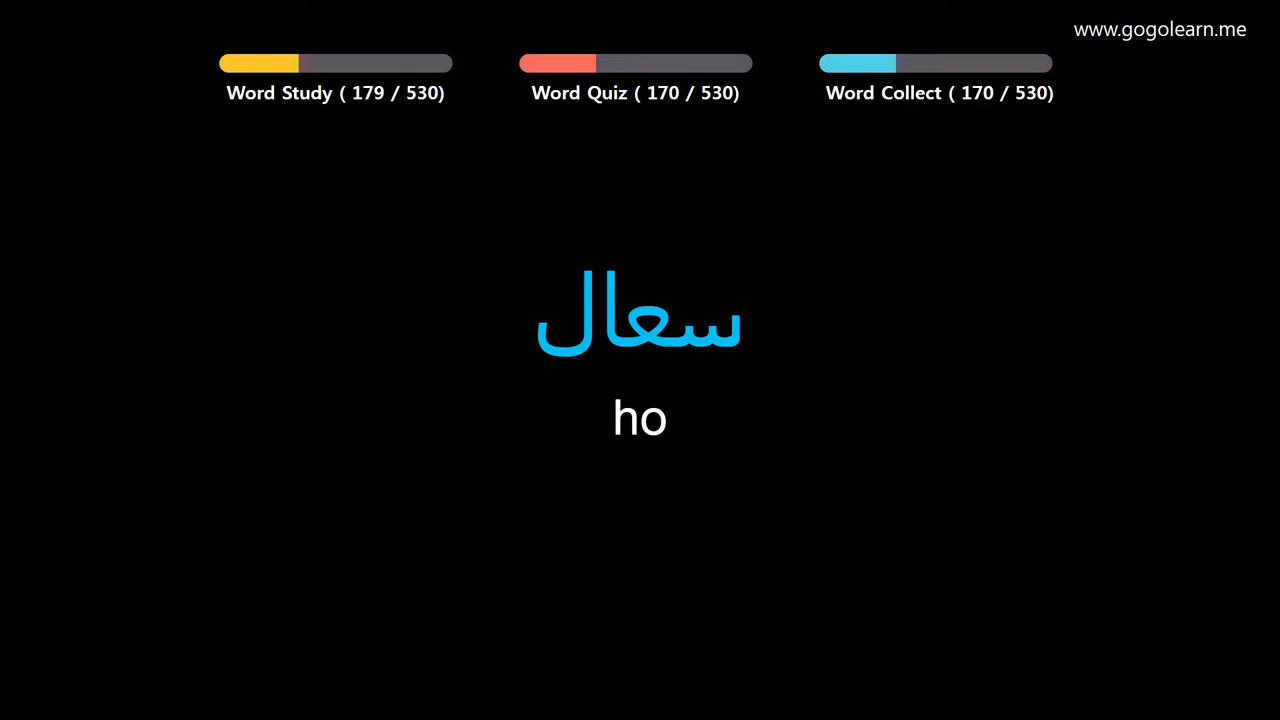 www.gogolearn.me
Word Study ( 179 / 530)
Word Quiz ( 170 / 530)
Word Collect ( 170 / 530)
سعال
ho